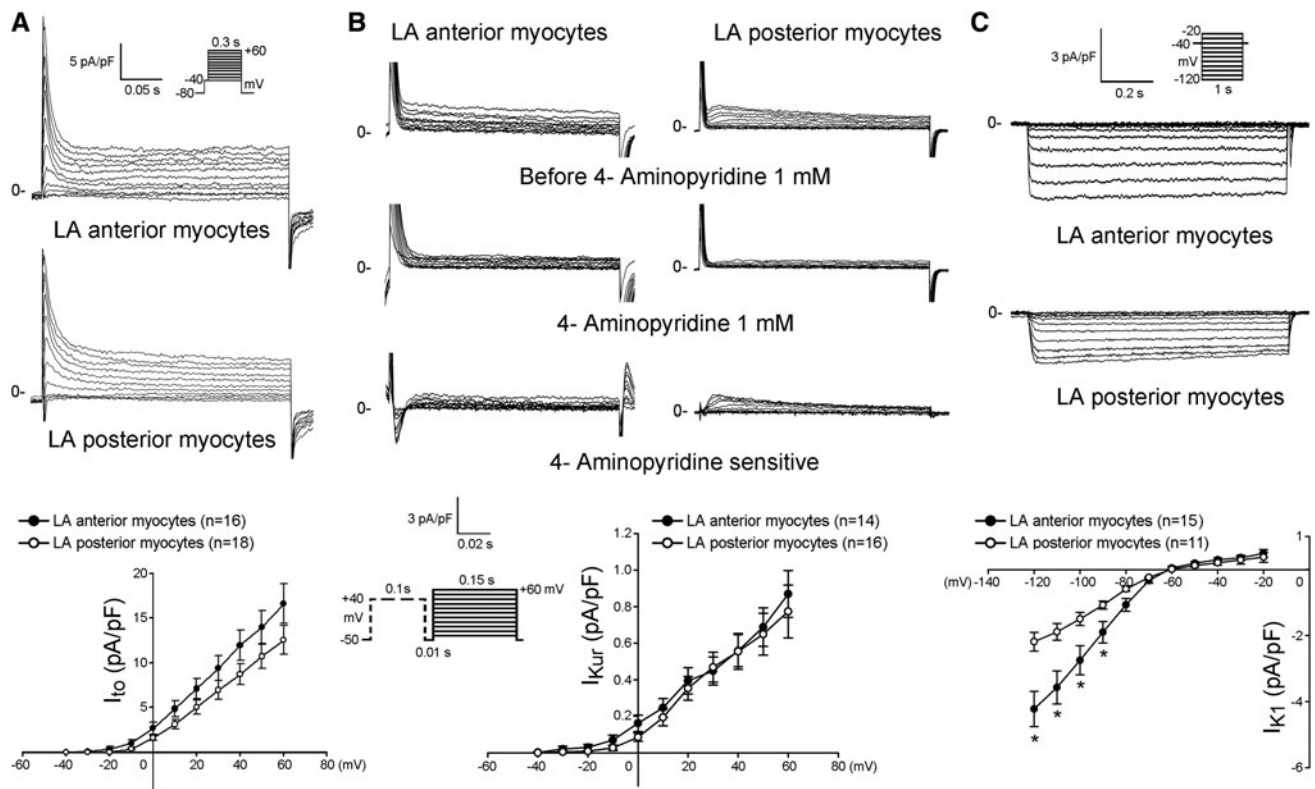 A
5 pA/pF
0.05 s
0.3 s
+60
-40
mV
-80
0-
LA anterior myocytes
0-
LA posterior myocytes
LA anterior myocytes (n=16)
LA posterior myocytes (n=18)
Ito (pA/pF)
20
15
10
5
-60
-40
-20
0
20
40
60
80 (mV)
B
LA anterior myocytes
LA posterior myocytes
0-
0-
Before 4- Aminopyridine 1 mM
0-
0-
4- Aminopyridine 1 mM
0-
0-
4- Aminopyridine sensitive
3 pA/pF
0.02 s
0.1s
0.15 s
+60 mV
+40
mV
-50
0.01 s
LA anterior myocytes (n=14)
LA posterior myocytes (n=16)
IKur (pA/pF)
1.2
1.0
0.8
0.6
0.4
0.2
-60
-40
-20
0
20
40
60
80 (mV)
C
3 pA/pF
0.2 s
-20
-40
mV
-120
1 s
0-
LA anterior myocytes
0-
LA posterior myocytes
LA anterior myocytes (n=15)
LA posterior myocytes (n=11)
(mV)
-140
-120
-100
-80
-60
-40
-20
1
0
-2
-4
-6
IK1 (pA/pF)
*
*
*
*